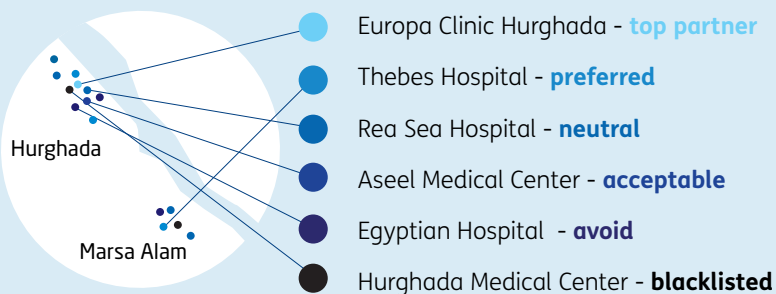 Europa Clinic Hurghada - top partner
Thebes Hospital - preferred
Rea Sea Hospital - neutral
Hurghada
Aseel Medical Center - acceptable
Egyptian Hospital - avoid
Marsa Alam
Hurghada Medical Center - blacklisted